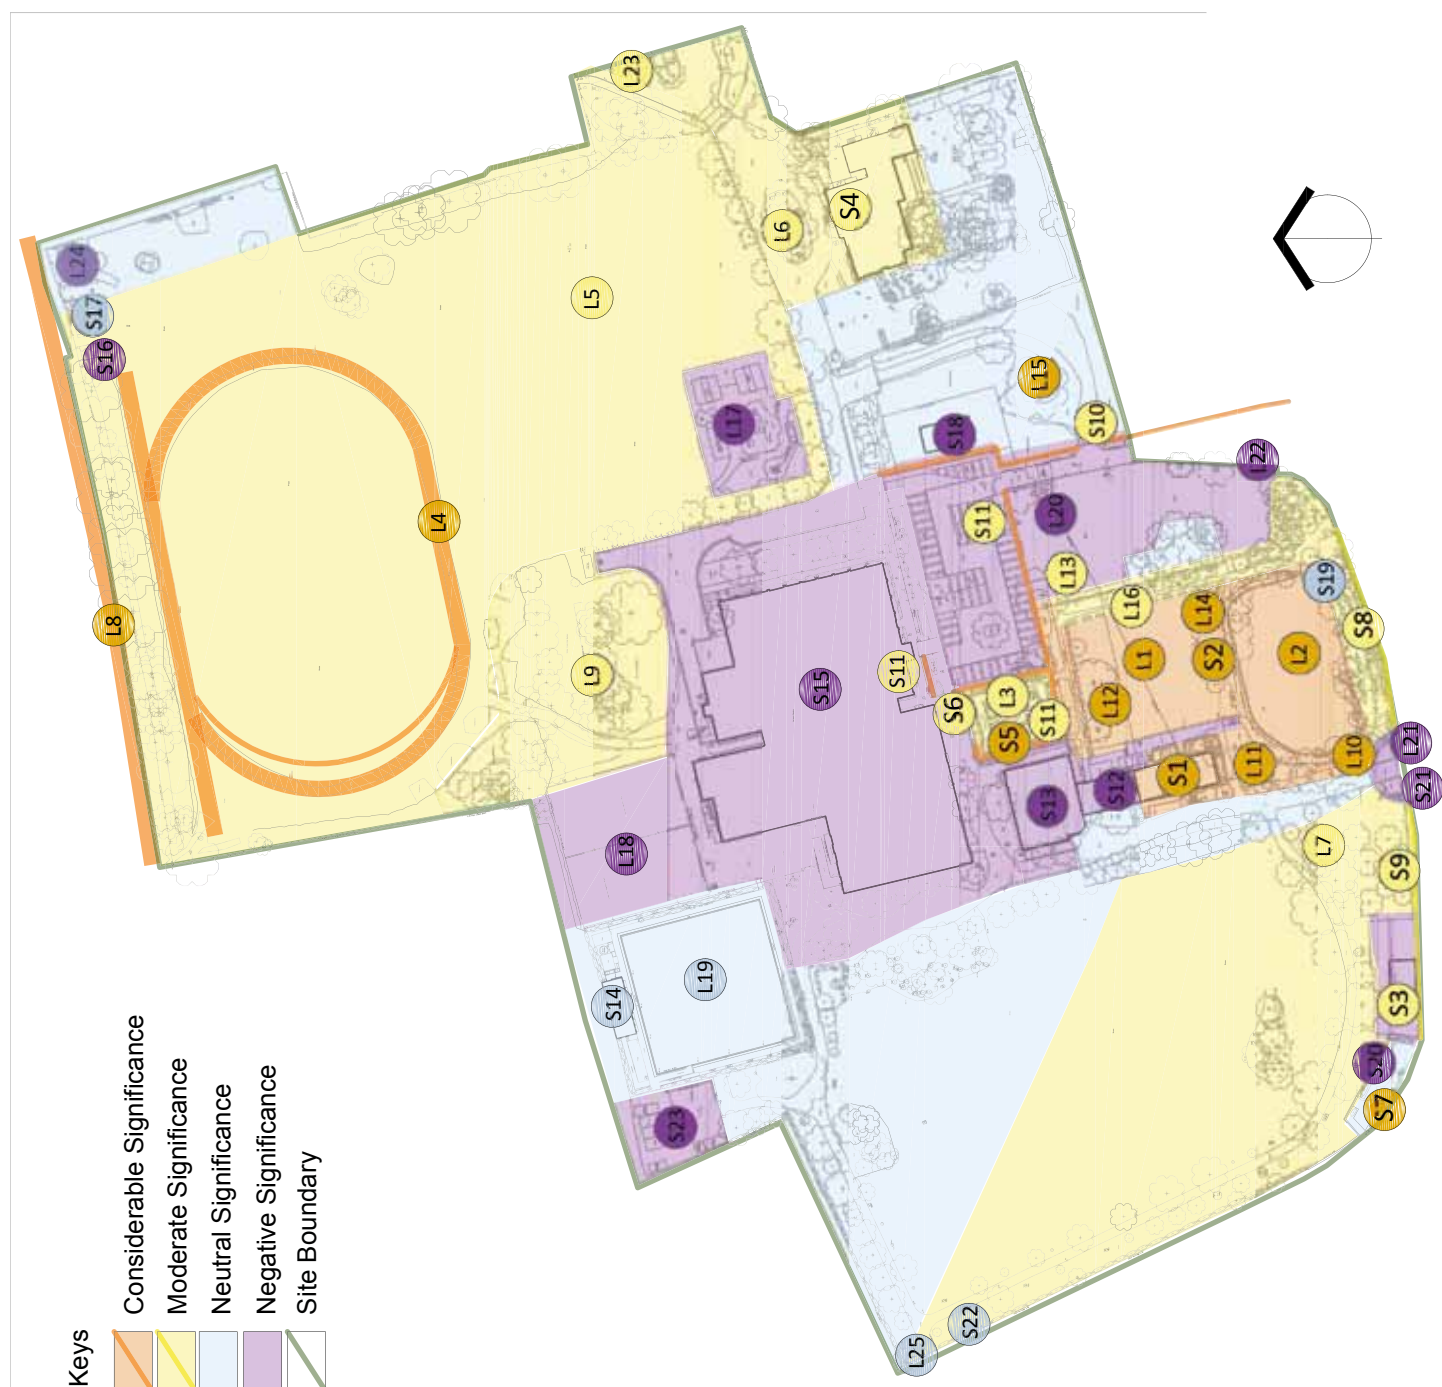 Keys
Considerable Significance
Moderate Significance
Neutral Significance
Negative Significance
Site Boundary
L23
L24
S17
S16
L6
S4
L5
L8
L4
L17
L15
S18
S10
L22
S11
L20
L13
L16
L14
S19
S8
L9
S15
S11
S6
L3
S11
S5
L12
L1
S2
L2
S13
S12
S1
L11
L10
L21
S21
L18
S14
L19
L7
S9
S3
S20
S7
S23
L25
S22